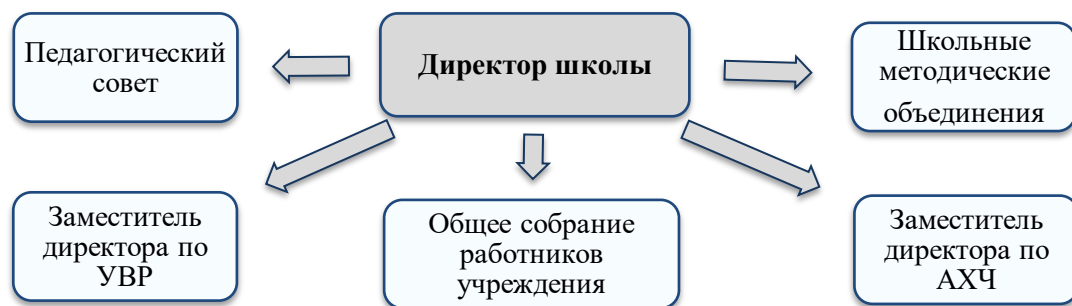 Педагогический
совет
Директор школы
Школьные
методические
объединения
Заместитель
директора по
УВР
Общее собрание
работников
учреждения
Заместитель
директора по
АХЧ